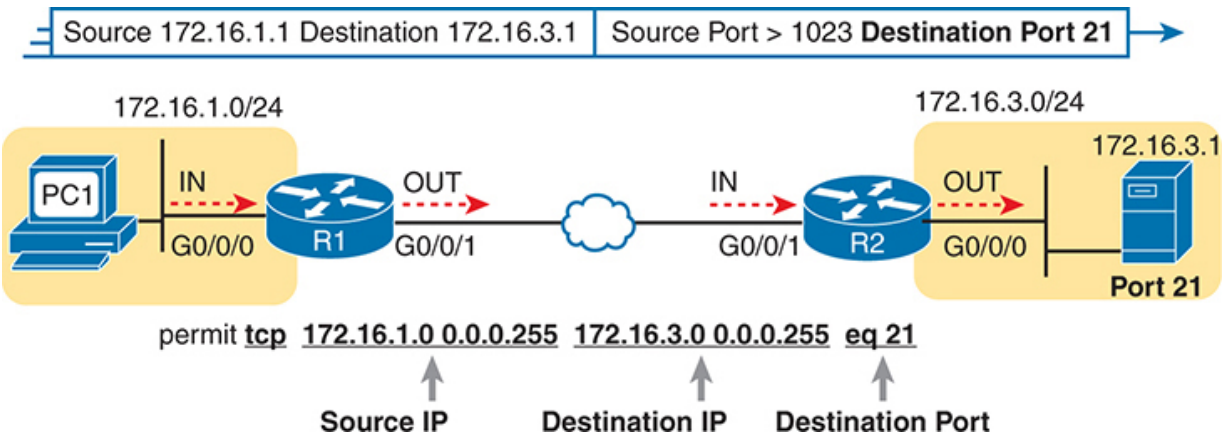 Source 172.16.1.1 Destination 172.16.3.1 Source Port > 1023 Destination Port 21
172.16.1.0/24
172.16.3.0/24
172.16.3.1
PC1
IN
OUT
IN
OUT
R1
R2
G0/0/0
G0/0/1
G0/0/1
G0/0/0
Port 21
permit tcp 172.16.1.0 0.0.0.255 172.16.3.0 0.0.0.255 eq 21
Source IP
Destination IP
Destination Port